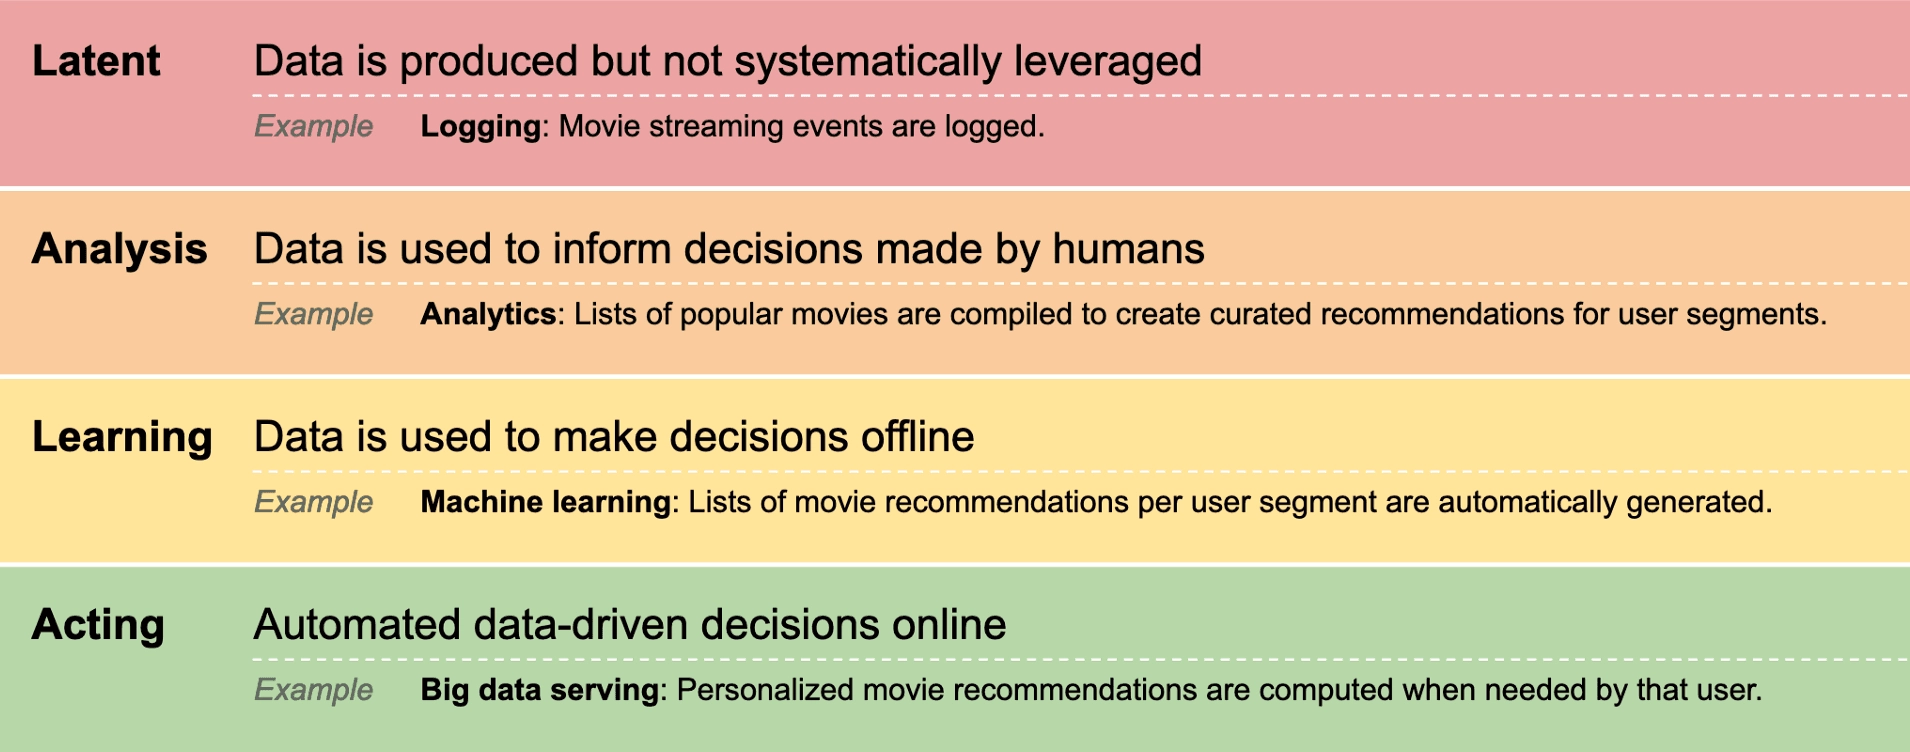 Latent Data is produced but not systematically leveraged
Example Logging: Movie streaming events are logged.
Analysis Data is used to inform decisions made by humans
Example Analytics: Lists of popular movies are compiled to create curated recommendations for user segments.
Learning Data is used to make decisions offline
Example Machine learning: Lists of movie recommendations per user segment are automatically generated.
Acting Automated data-driven decisions online
Example Big data serving: Personalized movie recommendations are computed when needed by that user.